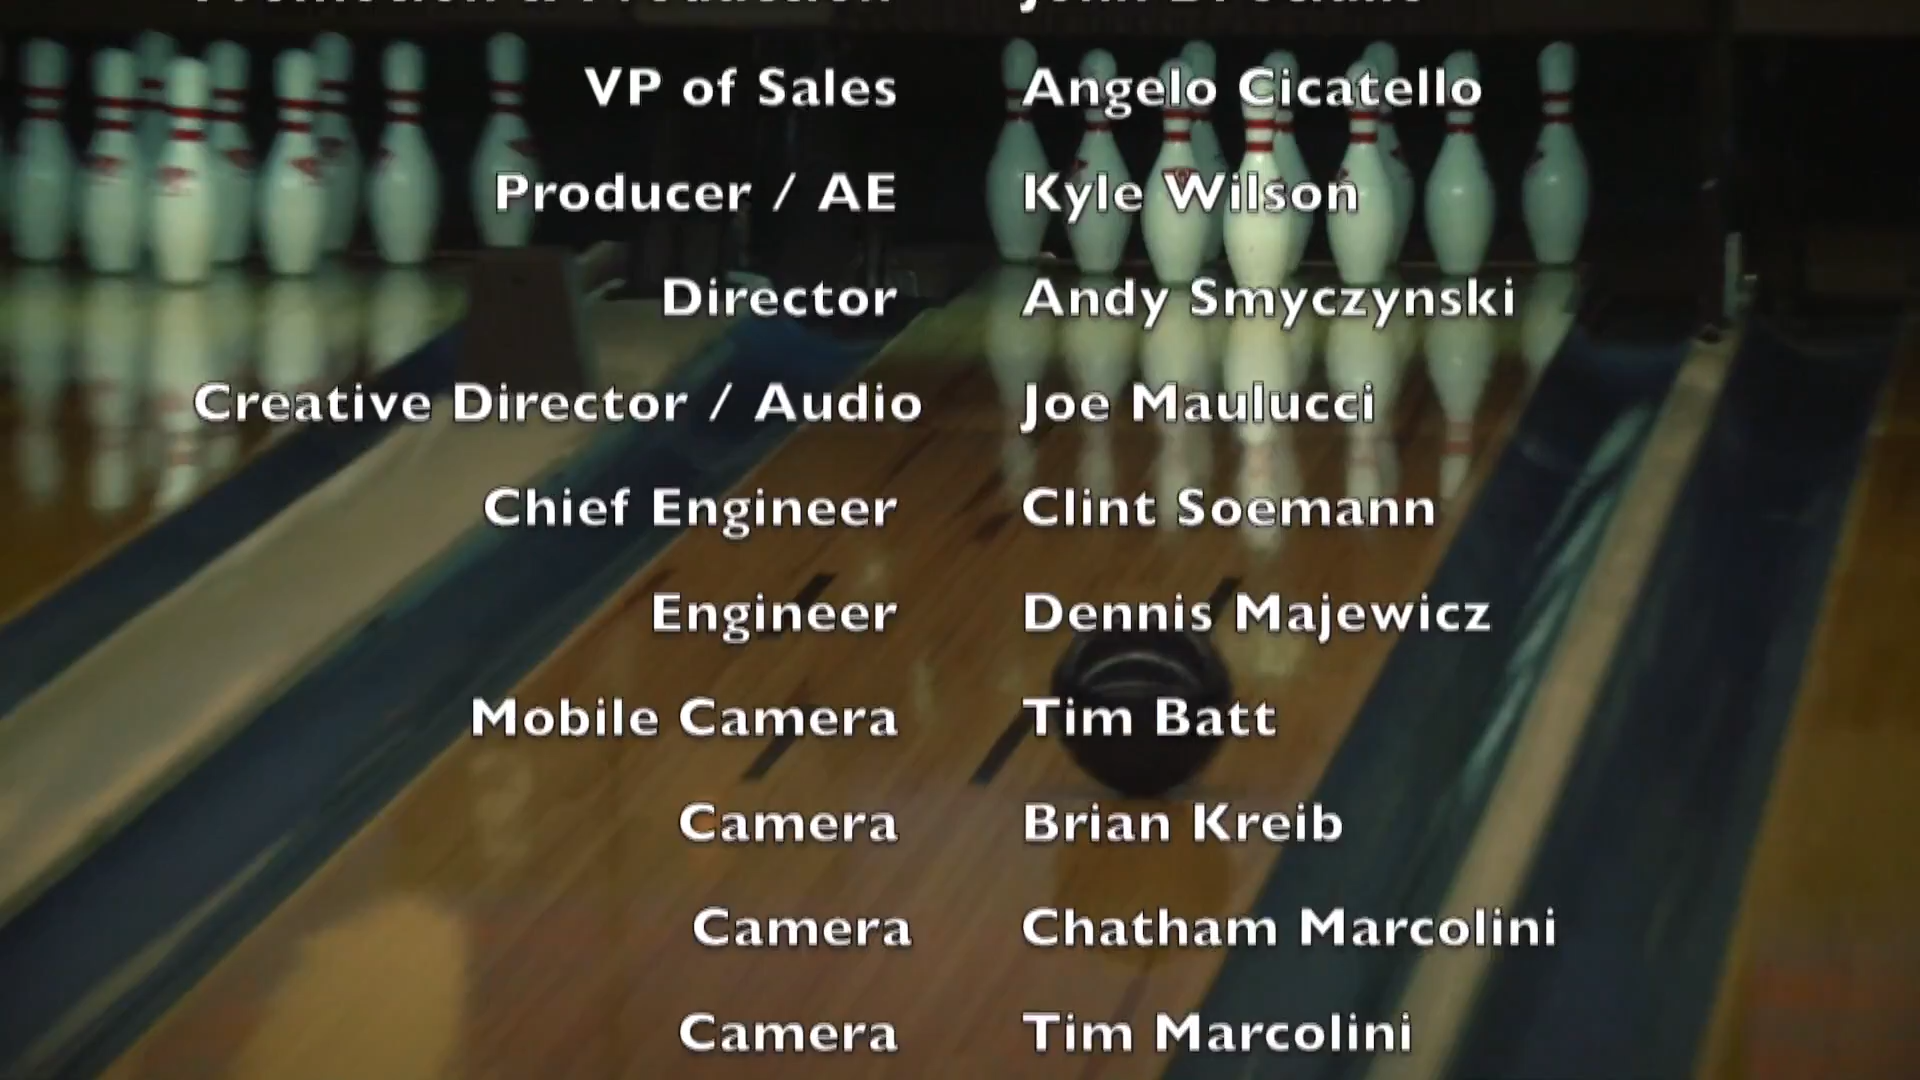 VP of Sales Angelo Cicatello
Producer / AE Kyle Wilson
Director Andy Smyczynski
Creative Director / Audio Joe Maulucci
Chief Engineer Clint Soemann
Engineer Dennis Majewicz
Mobile Camera Tim Batt
Camera Brian Kreib
Camera Chatham Marcolini
Camera Tim Marcolini